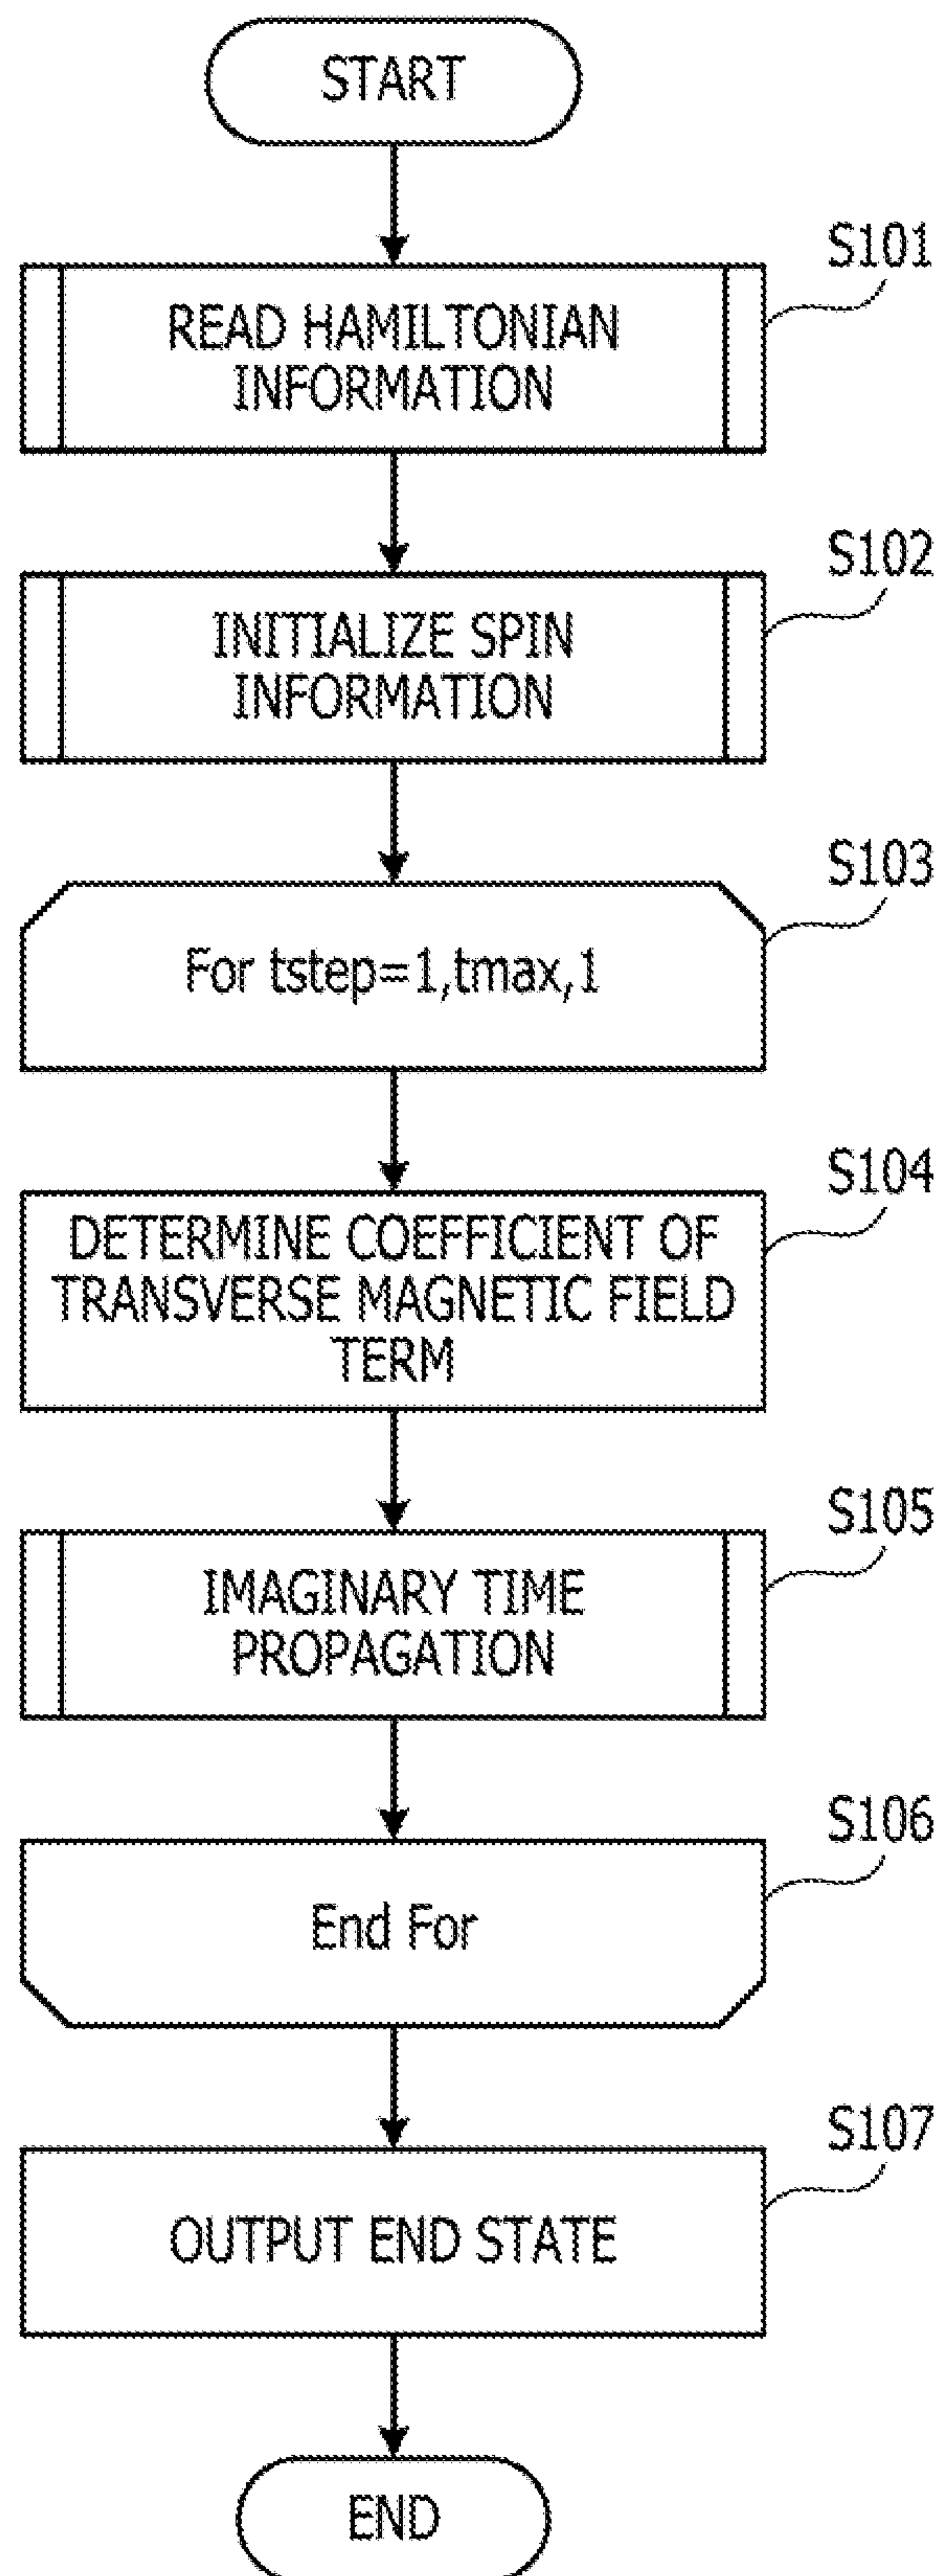 START
S101
READ HAMILTONIAN
INFORMATION
S102
INITIALIZE SPIN
INFORMATION
S103
For tstep=1,tmax,1
S104
DETERMINE COEFFICIENT OF
TRANSVERSE MAGNETIC FIELD
TERM
S105
IMAGINARY TIME
PROPAGATION
S106
End For
S107
OUTPUT END STATE
END